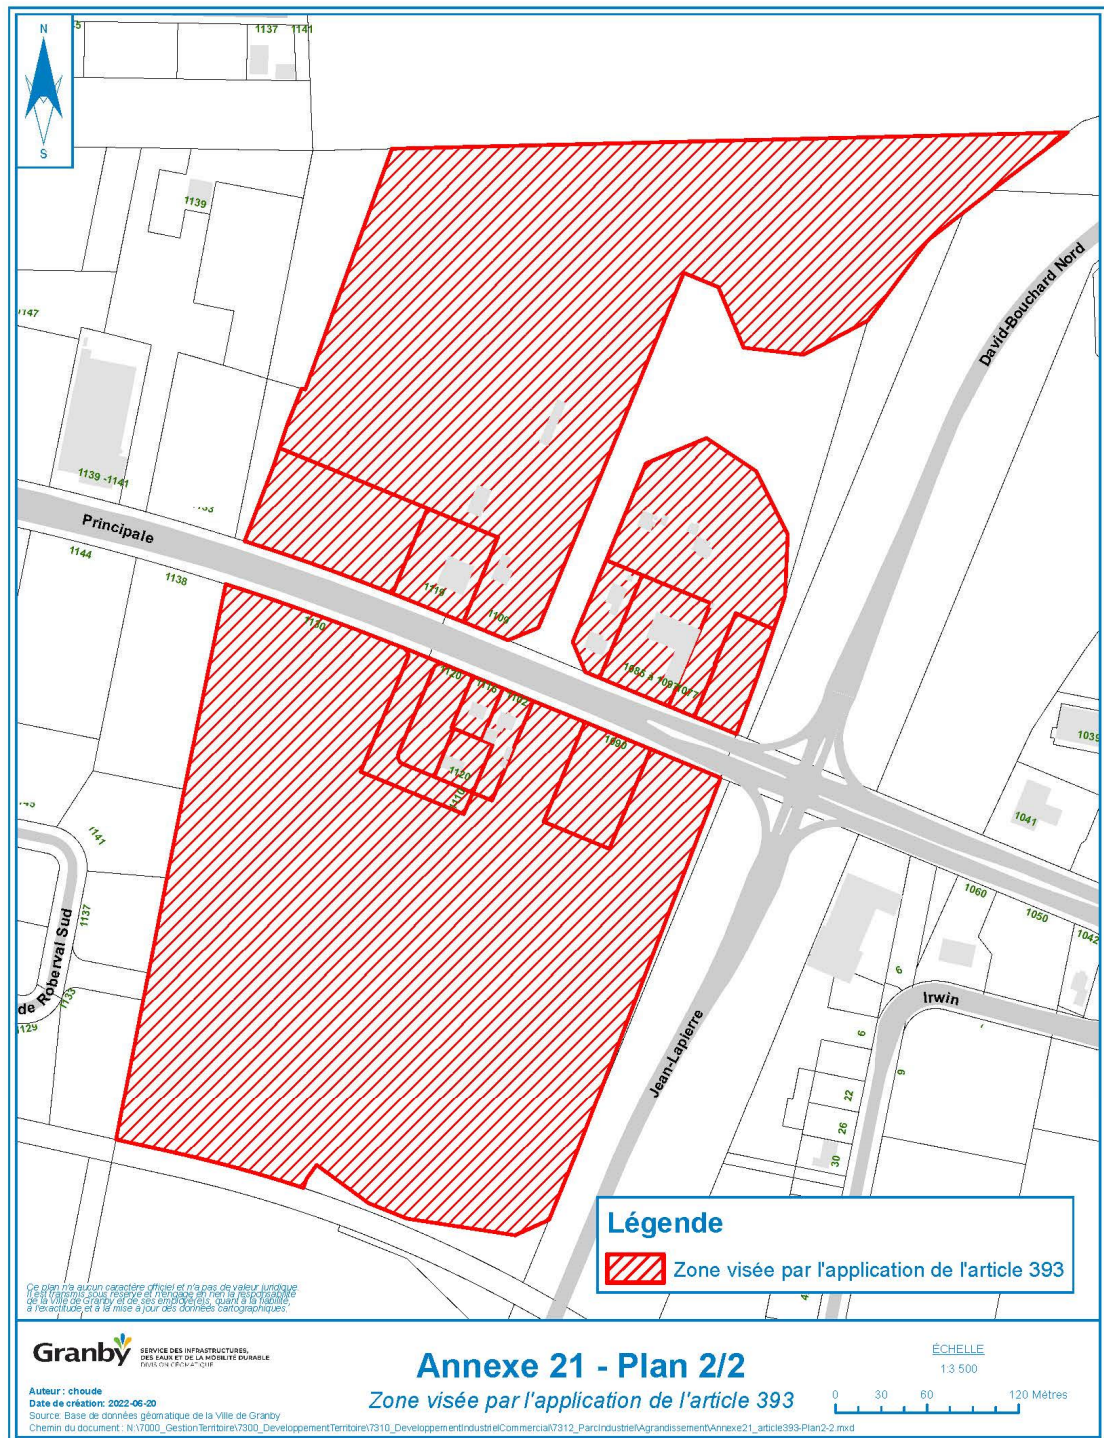 N
S
1137 1141
1139
1147
1139 -1141
Principale
1144
1138
1130
1119
1109
1120
1102
1120
1110
1090
1077
David-Bouchard Nord
1039
1041
1060
1050
1042
1141
1137
1133
1129
de Roberval Sud
Jean-Lapierre
Irwin
6
6
9
22
26
30
4
Légende
Zone visée par l'application de l'article 393
Ce plan n'a aucun caractère officiel et n'a pas de valeur juridique.
Il est transmis sous réserve et n'engage en rien la responsabilité
de la Ville de Granby et de ses employé(e)s, quant à la fiabilité,
à l'exactitude et à la mise à jour des données cartographiques.
Granby
SERVICE DES INFRASTRUCTURES,
DES EAUX ET DE LA MOBILITÉ DURABLE
DIVISION GÉOMATIQUE
Auteur : choude
Date de création: 2022-06-20
Source: Base de données géomatique de la Ville de Granby
Chemin du document : N:\7000_GestionTerritoire\7300_DeveloppementTerritoire\7310_DeveloppementIndustrielCommercial\7312_ParcIndustriel\Agrandissement\Annexe21_article393-Plan2-2.mxd
Annexe 21 - Plan 2/2
Zone visée par l'application de l'article 393
ÉCHELLE
1:3 500
0 30 60 120 Mètres